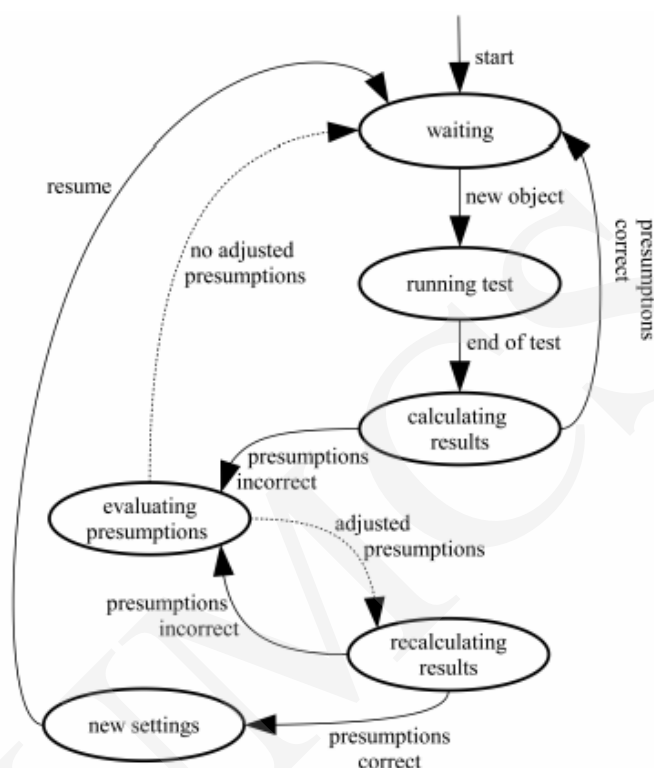 start
waiting
resume
new object
presumptions
correct
no adjusted
presumptions
running test
end of test
calculating
results
presumptions
incorrect
evaluating
presumptions
adjusted
presumptions
presumptions
incorrect
recalculating
results
new settings
presumptions
correct